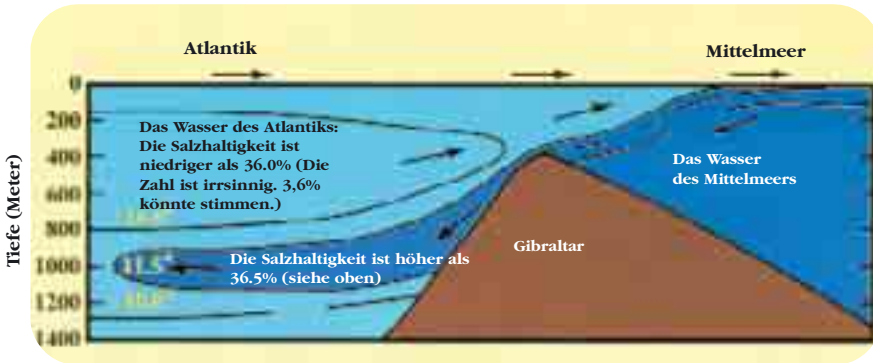 Atlantik
Mittelmeer
Tiefe (Meter)
0
200
400
600
800
1000
1200
1400
Das Wasser des Atlantiks:
Die Salzhaltigkeit ist
niedriger als 36.0% (Die
Zahl ist irrsinnig. 3,6%
könnte stimmen.)
Das Wasser
des Mittelmeers
Die Salzhaltigkeit ist höher als
36.5% (siehe oben)
Gibraltar